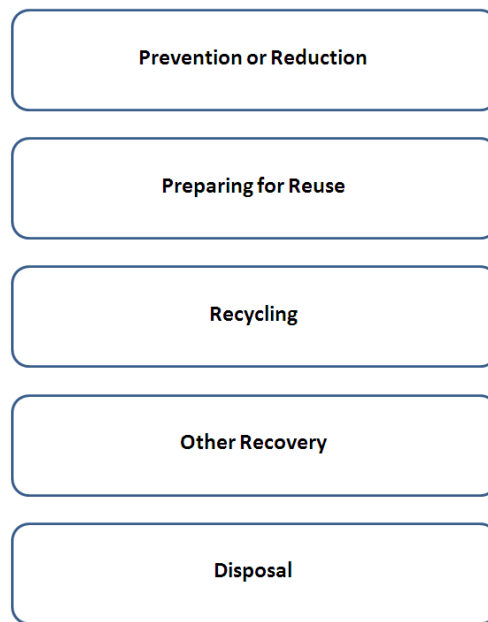 Prevention or Reduction
Preparing for Reuse
Recycling
Other Recovery
Disposal